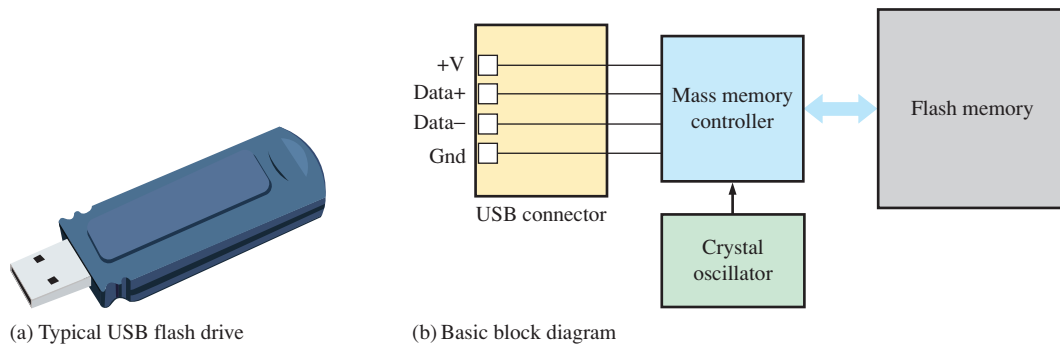 +V
Data+
Data−
Gnd
USB connector
Mass memory
controller
Crystal
oscillator
Flash memory
(a) Typical USB flash drive
(b) Basic block diagram